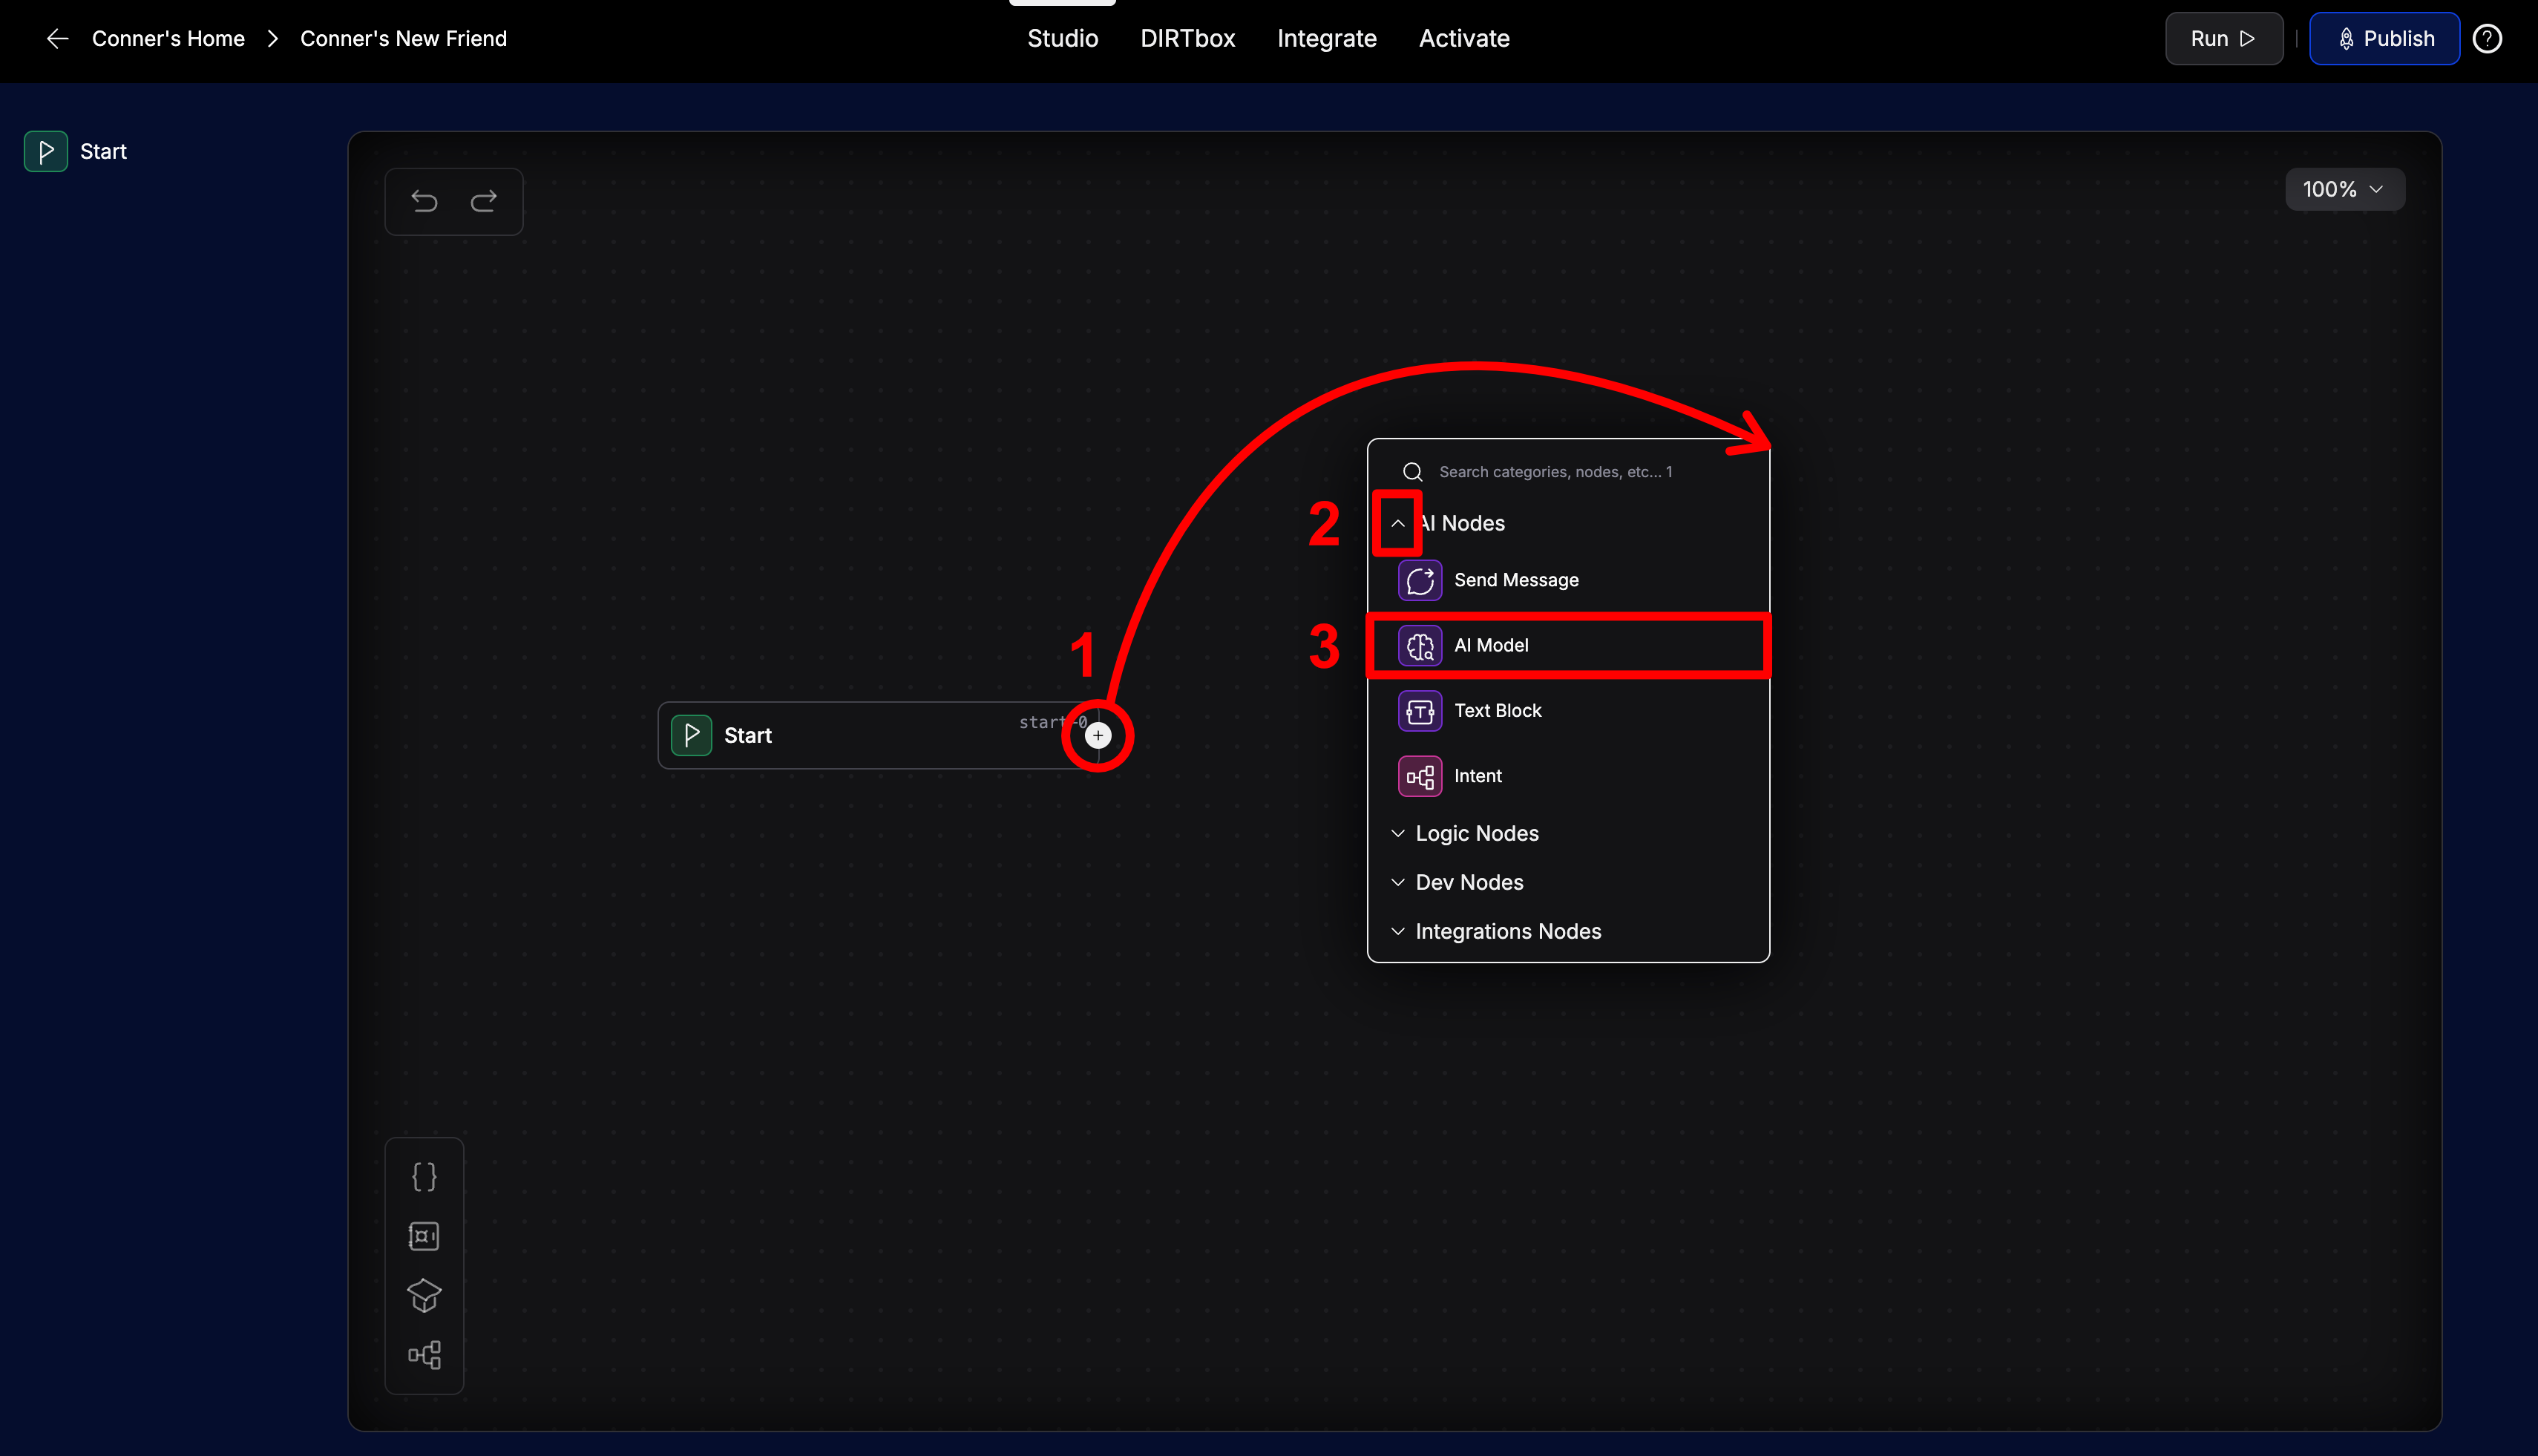 Conner's Home > Conner's New Friend
Studio
DIRTbox
Integrate
Activate
Run
Publish
?
Start
100%
Search categories, nodes, etc... 1
2
AI Nodes
Send Message
3
AI Model
1
Start
start-0
Text Block
Intent
Logic Nodes
Dev Nodes
Integrations Nodes